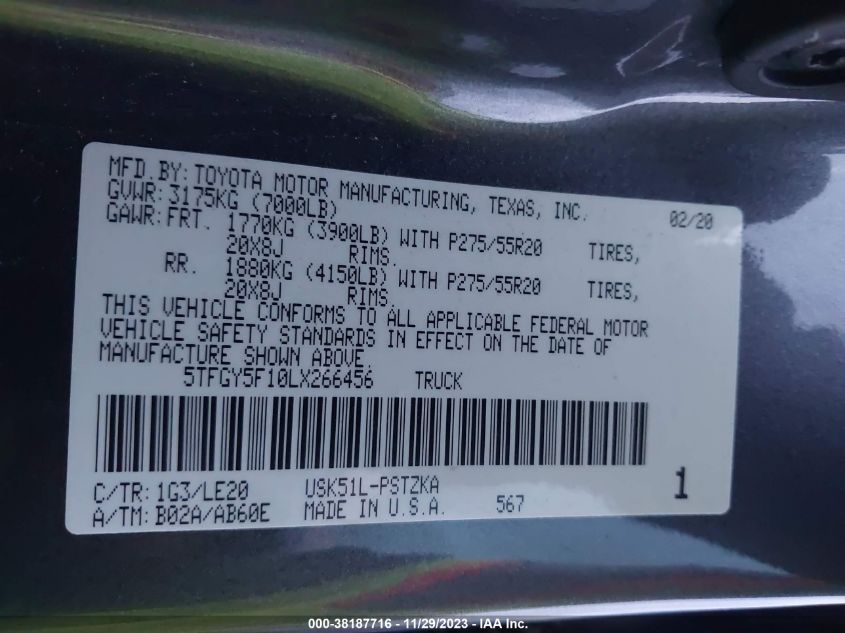 MFD.BY: TOYOTA MOTOR MANUFACTURING, TEXAS, INC. 02/20
GVWR: 3175KG (7000LB)
GAWR: FRT. 1770KG (3900LB) WITH P275/55R20 TIRES,
20X8J RIMS.
RR. 1880KG (4150LB) WITH P275/55R20 TIRES,
20X8J RIMS.
THIS VEHICLE CONFORMS TO ALL APPLICABLE FEDERAL MOTOR
VEHICLE SAFETY STANDARDS IN EFFECT ON THE DATE OF
MANUFACTURE SHOWN ABOVE.
5TFGY5F10LX266456 TRUCK
C/TR: 1G3/LE20 USK51L-PSTZKA 1
A/TM: B02A/AB60E MADE IN U.S.A. 567
000-38187716 - 11/29/2023 - IAA Inc.